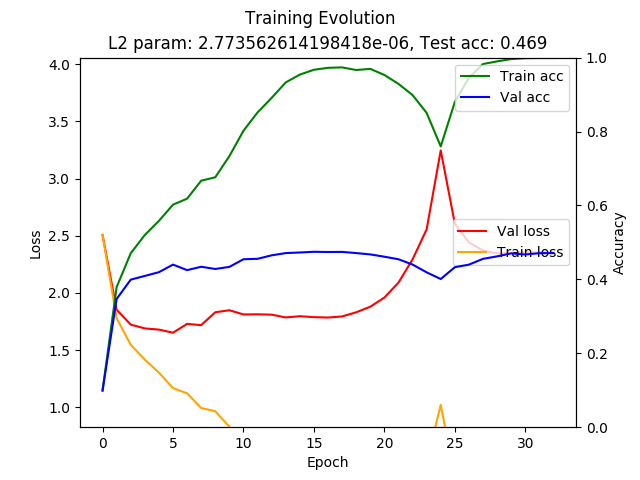 Training Evolution
L2 param: 2.773562614198418e-06, Test acc: 0.469
4.0
3.5
3.0
2.5
2.0
1.5
1.0
Loss
1.0
0.8
0.6
0.4
0.2
0.0
Accuracy
Train acc
Val acc
Val loss
Train loss
0 5 10 15 20 25 30
Epoch